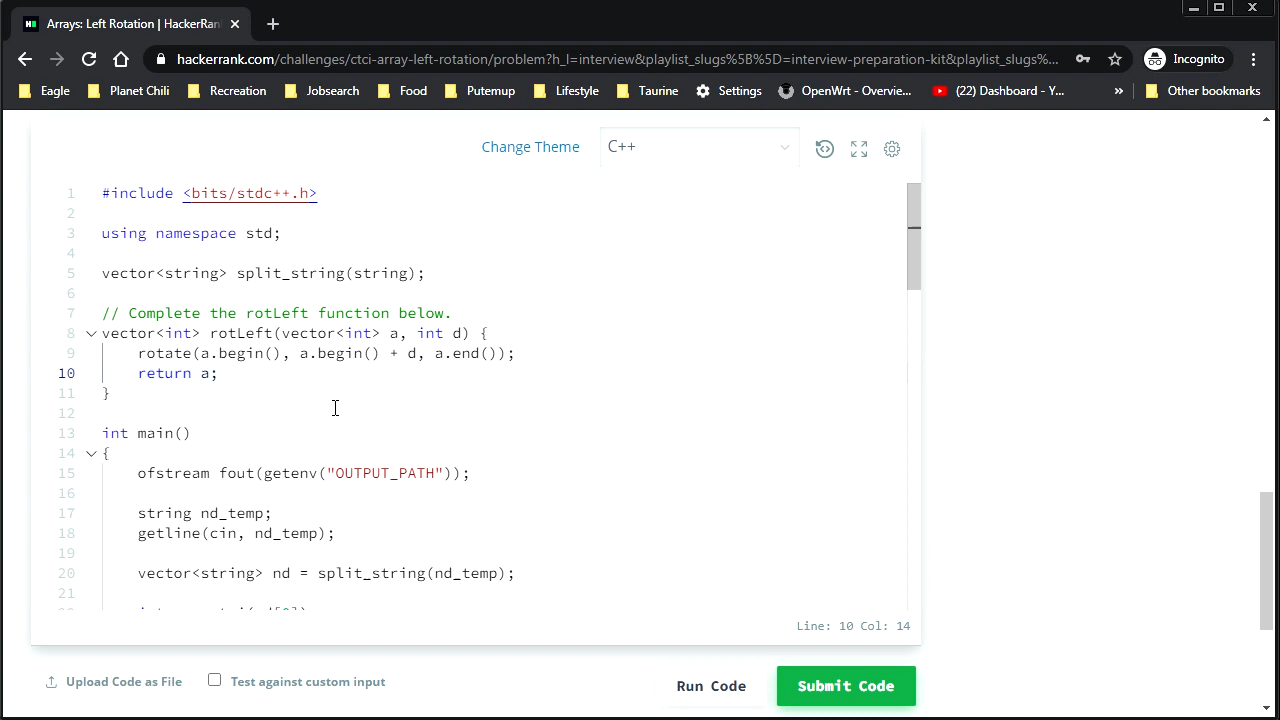 Arrays: Left Rotation | HackerRan
hackerrank.com/challenges/ctci-array-left-rotation/problem?h_l=interview&playlist_slugs%5B%5D=interview-preparation-kit&playlist_slugs%...
Incognito
Eagle
Planet Chili
Recreation
Jobsearch
Food
Putemup
Lifestyle
Taurine
Settings
OpenWrt - Overvie...
(22) Dashboard - Y...
»
Other bookmarks
Change Theme
C++
1 #include <bits/stdc++.h>
2
3 using namespace std;
4
5 vector<string> split_string(string);
6
7 // Complete the rotLeft function below.
8 vector<int> rotLeft(vector<int> a, int d) {
9 rotate(a.begin(), a.begin() + d, a.end());
10 return a;
11 }
12
13 int main()
14 {
15 ofstream fout(getenv("OUTPUT_PATH"));
16
17 string nd_temp;
18 getline(cin, nd_temp);
19
20 vector<string> nd = split_string(nd_temp);
21
Line: 10 Col: 14
Upload Code as File
Test against custom input
Run Code
Submit Code